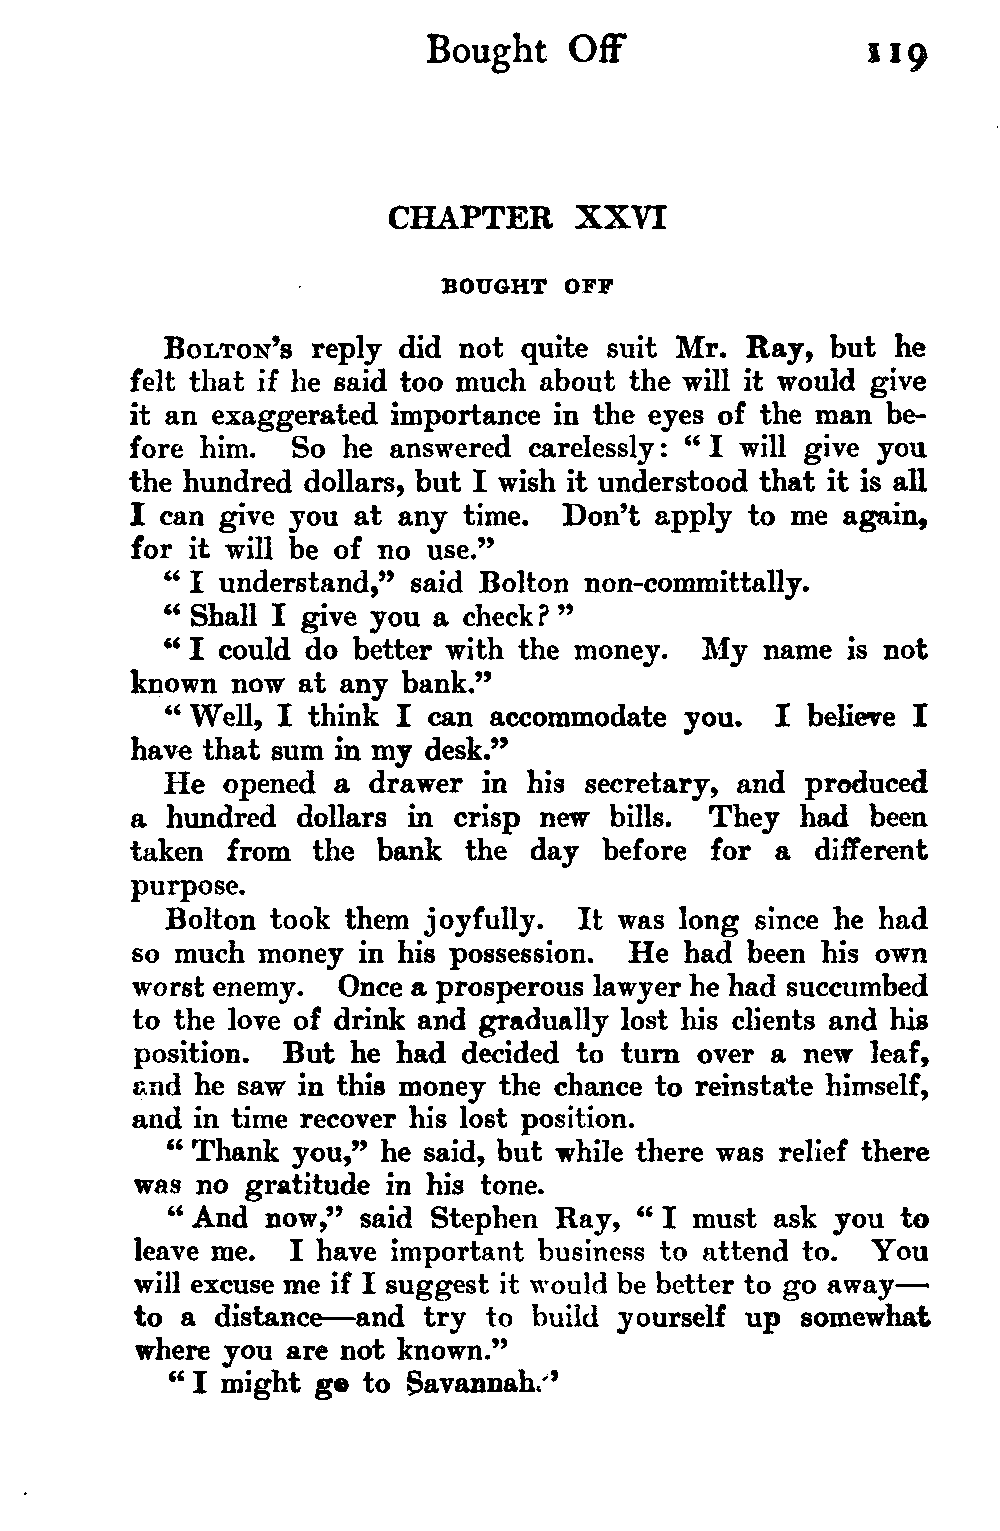 Bought Off 119
CHAPTER XXVI
BOUGHT OFF
BOLTON'S reply did not quite suit Mr. Ray, but he
felt that if he said too much about the will it would give
it an exaggerated importance in the eyes of the man be-
fore him. So he answered carelessly: "I will give you
the hundred dollars, but I wish it understood that it is all
I can give you at any time. Don't apply to me again,
for it will be of no use."
"I understand," said Bolton non-committally.
"Shall I give you a check?"
"I could do better with the money. My name is not
known now at any bank."
"Well, I think I can accommodate you. I believe I
have that sum in my desk."
He opened a drawer in his secretary, and produced
a hundred dollars in crisp new bills. They had been
taken from the bank the day before for a different
purpose.
Bolton took them joyfully. It was long since he had
so much money in his possession. He had been his own
worst enemy. Once a prosperous lawyer he had succumbed
to the love of drink and gradually lost his clients and his
position. But he had decided to turn over a new leaf,
and he saw in this money the chance to reinstate himself,
and in time recover his lost position.
"Thank you," he said, but while there was relief there
was no gratitude in his tone.
"And now," said Stephen Ray, "I must ask you to
leave me. I have important business to attend to. You
will excuse me if I suggest it would be better to go away—
to a distance—and try to build yourself up somewhat
where you are not known."
"I might go to Savannah."